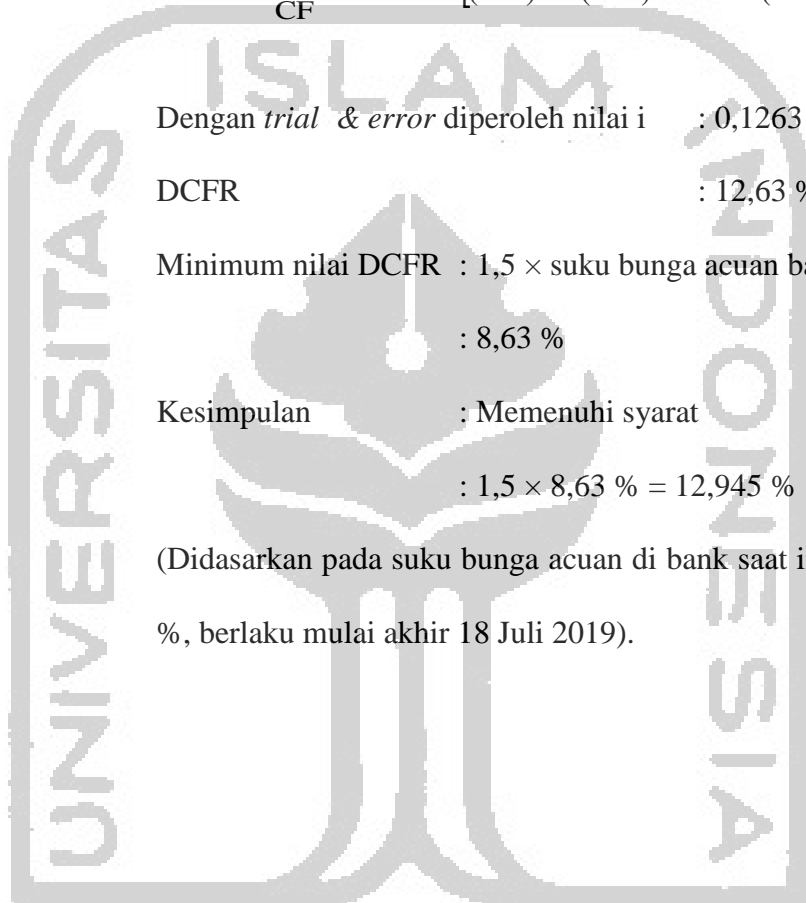 CF
Dengan trial & error diperoleh nilai i : 0,1263
DCFR : 12,63 %
Minimum nilai DCFR : 1,5 × suku bunga acuan
: 8,63 %
Kesimpulan : Memenuhi syarat
: 1,5 × 8,63 % = 12,945 %
(Didasarkan pada suku bunga acuan di bank saat
%, berlaku mulai akhir 18 Juli 2019).
UNIVERSITAS
ISLAM
INDONESIA